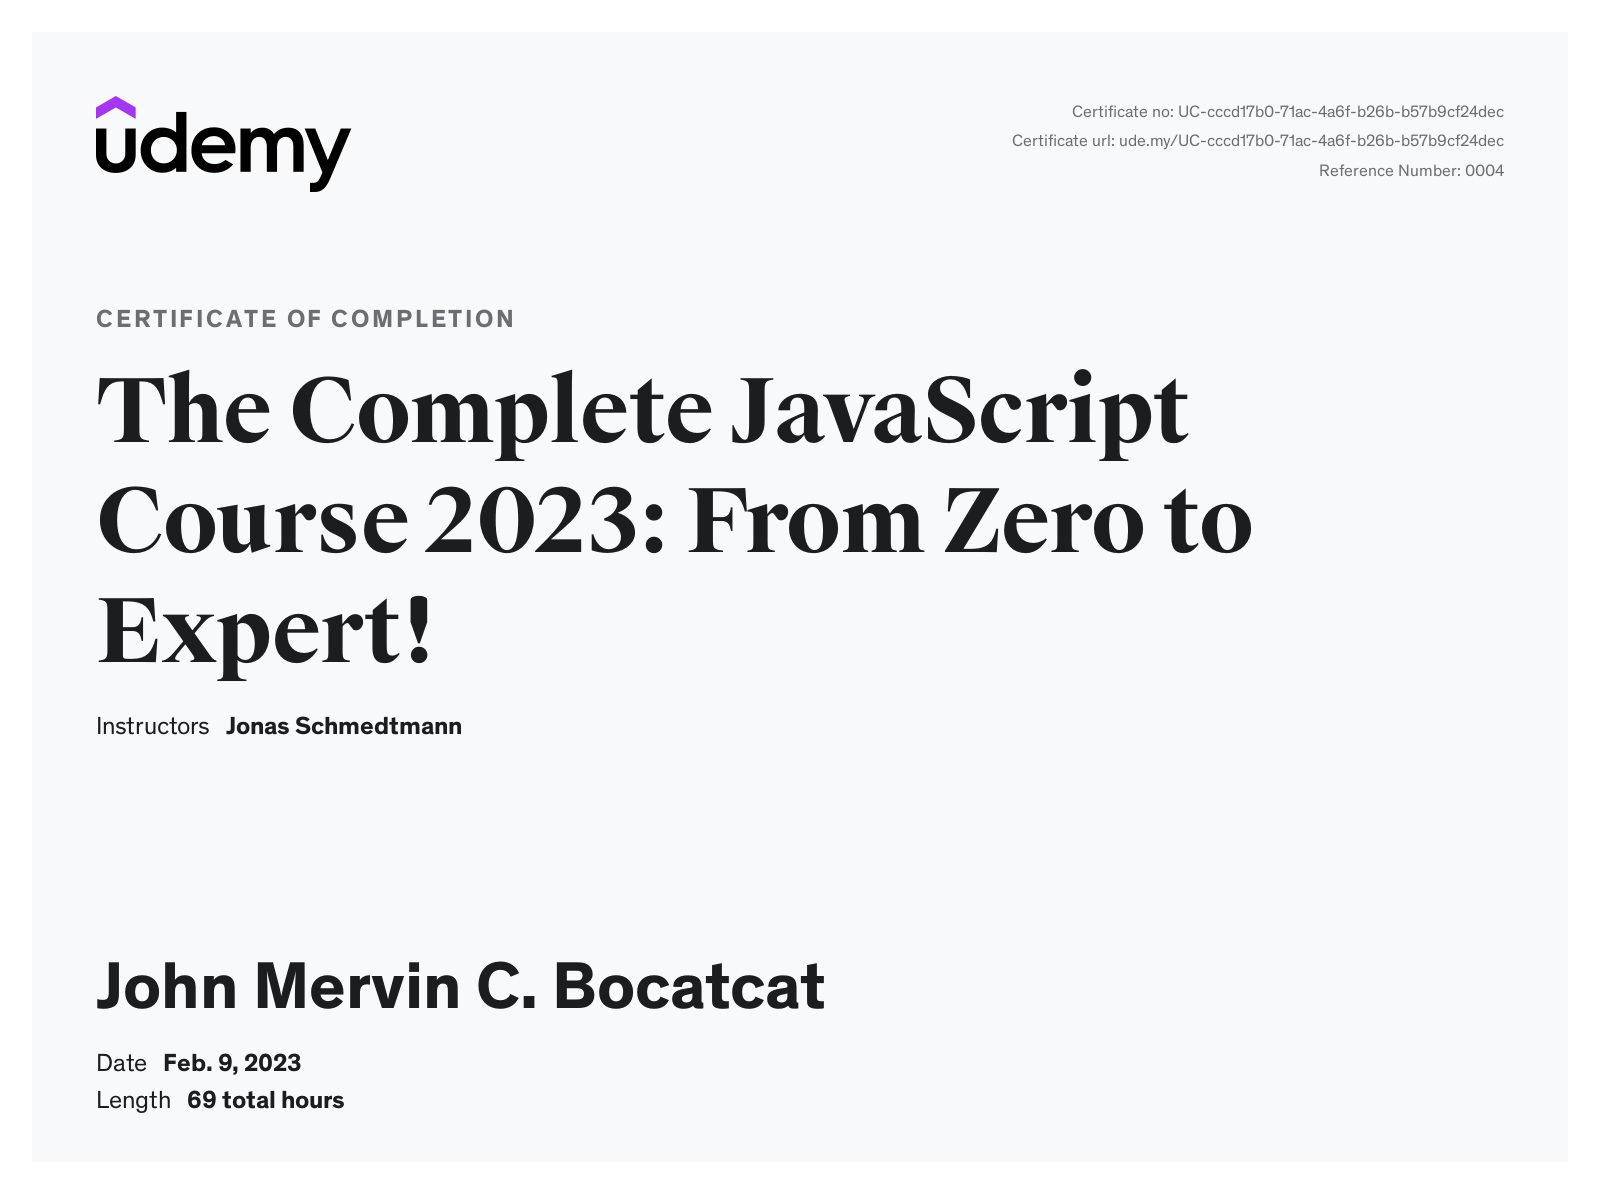 udemy
Certificate no: UC-cccd17b0-71ac-4a6f-b26b-b57b9cf24dec
Certificate url: ude.my/UC-cccd17b0-71ac-4a6f-b26b-b57b9cf24dec
Reference Number: 0004
CERTIFICATE OF COMPLETION
The Complete JavaScript
Course 2023: From Zero to
Expert!
Instructors Jonas Schmedtmann
John Mervin C. Bocatcat
Date Feb. 9, 2023
Length 69 total hours